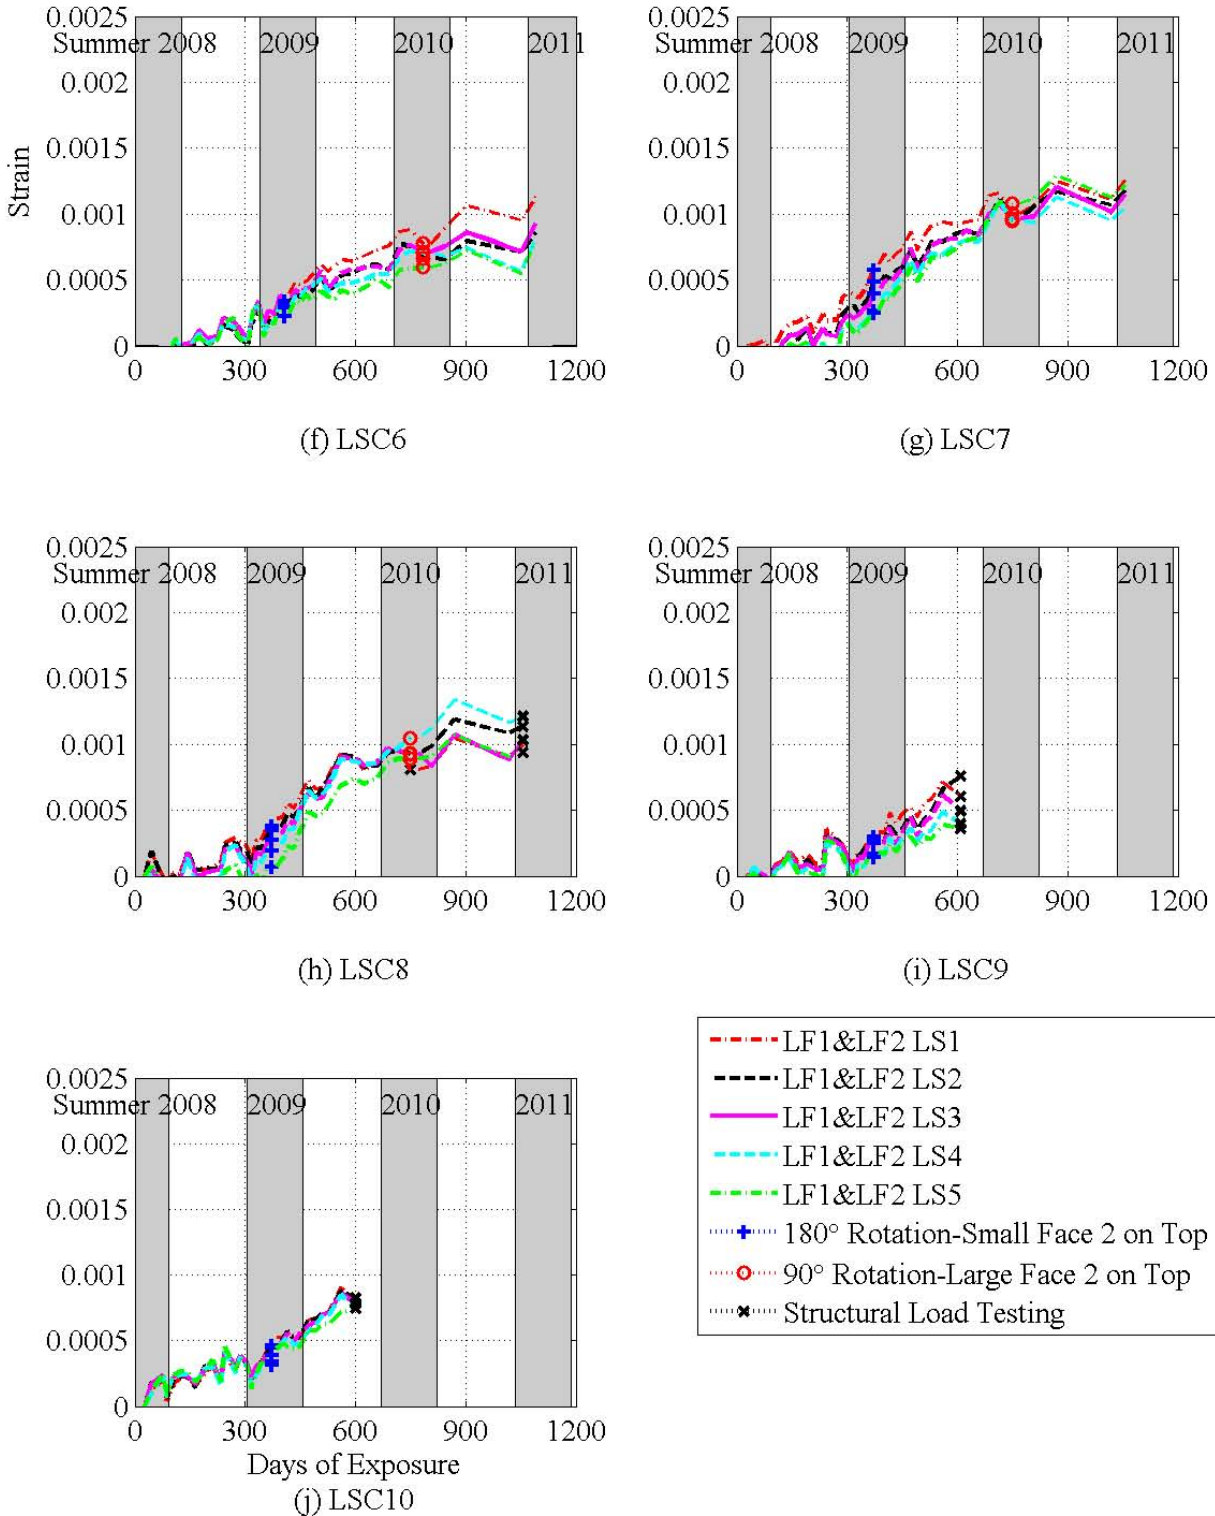 0.0025
Summer 2008 2009 2010 2011
0.002
0.0015
Strain
0.001
0.0005
0
0 300 600 900 1200
(f) LSC6
0.0025
Summer 2008 2009 2010 2011
0.002
0.0015
0.001
0.0005
0
0 300 600 900 1200
(g) LSC7
0.0025
Summer 2008 2009 2010 2011
0.002
0.0015
0.001
0.0005
0
0 300 600 900 1200
(h) LSC8
0.0025
Summer 2008 2009 2010 2011
0.002
0.0015
0.001
0.0005
0
0 300 600 900 1200
(i) LSC9
0.0025
Summer 2008 2009 2010 2011
0.002
0.0015
0.001
0.0005
0
0 300 600 900 1200
Days of Exposure
(j) LSC10
LF1&LF2 LS1
LF1&LF2 LS2
LF1&LF2 LS3
LF1&LF2 LS4
LF1&LF2 LS5
180° Rotation-Small Face 2 on Top
90° Rotation-Large Face 2 on Top
Structural Load Testing